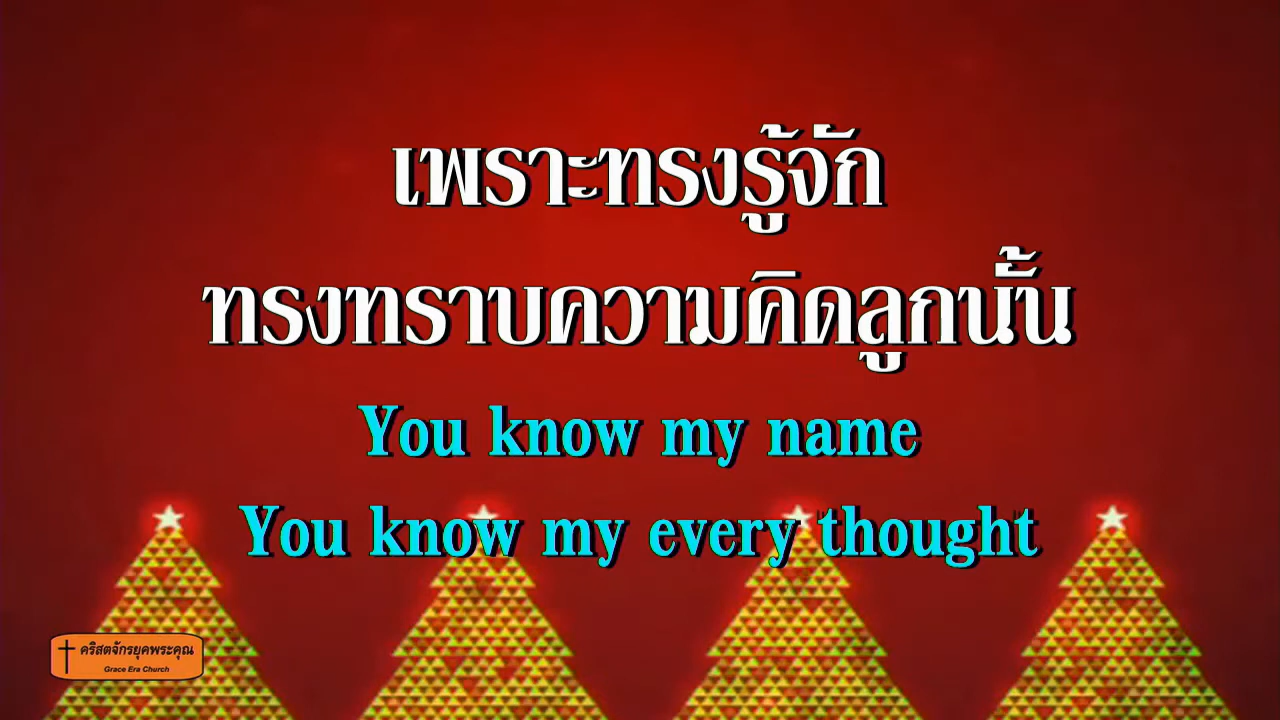 เพราะทรงรู้จัก
ทรงทราบความคิดลูกนั้น
You know my name
You know my every thought
คริสตจักรยุคพระคุณ
Grace Era Church